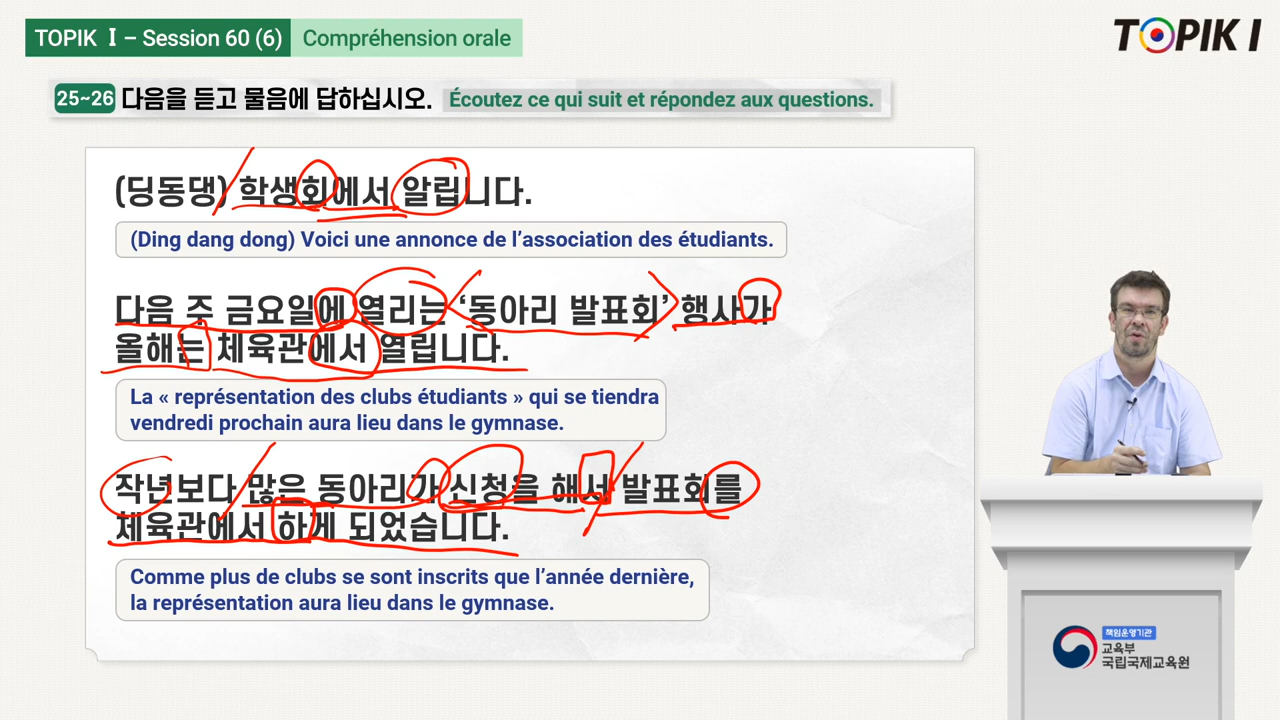 TOPIK Ⅰ – Session 60 (6) Compréhension orale
TOPIK I
25~26 다음을 듣고 물음에 답하십시오. Écoutez ce qui suit et répondez aux questions.
(딩동댕) 학생회에서 알립니다.
(Ding dang dong) Voici une annonce de l’association des étudiants.
다음 주 금요일에 열리는 ‘동아리 발표회’ 행사가
올해는 체육관에서 열립니다.
La « représentation des clubs étudiants » qui se tiendra
vendredi prochain aura lieu dans le gymnase.
작년보다 많은 동아리가 신청을 해서 발표회를
체육관에서 하게 되었습니다.
Comme plus de clubs se sont inscrits que l’année dernière,
la représentation aura lieu dans le gymnase.
책임운영기관
교육부
국립국제교육원